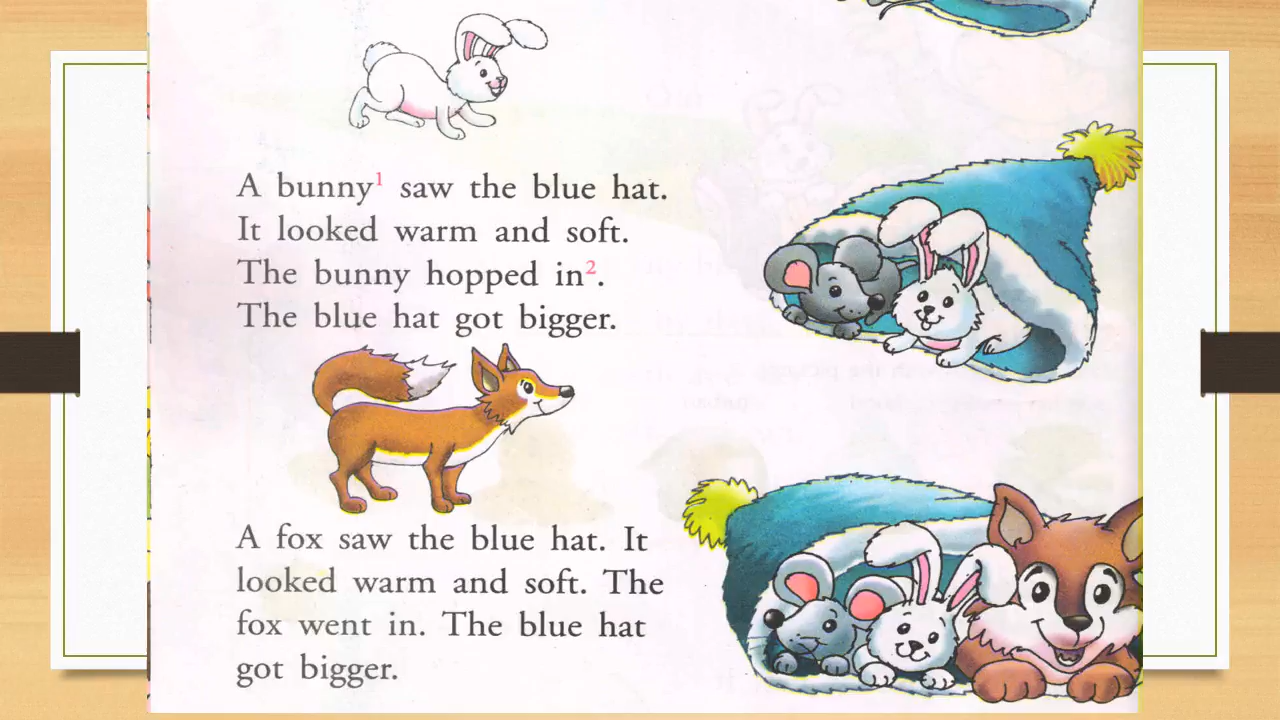 A bunny¹ saw the blue hat.
It looked warm and soft.
The bunny hopped in².
The blue hat got bigger.
A fox saw the blue hat. It
looked warm and soft. The
fox went in. The blue hat
got bigger.